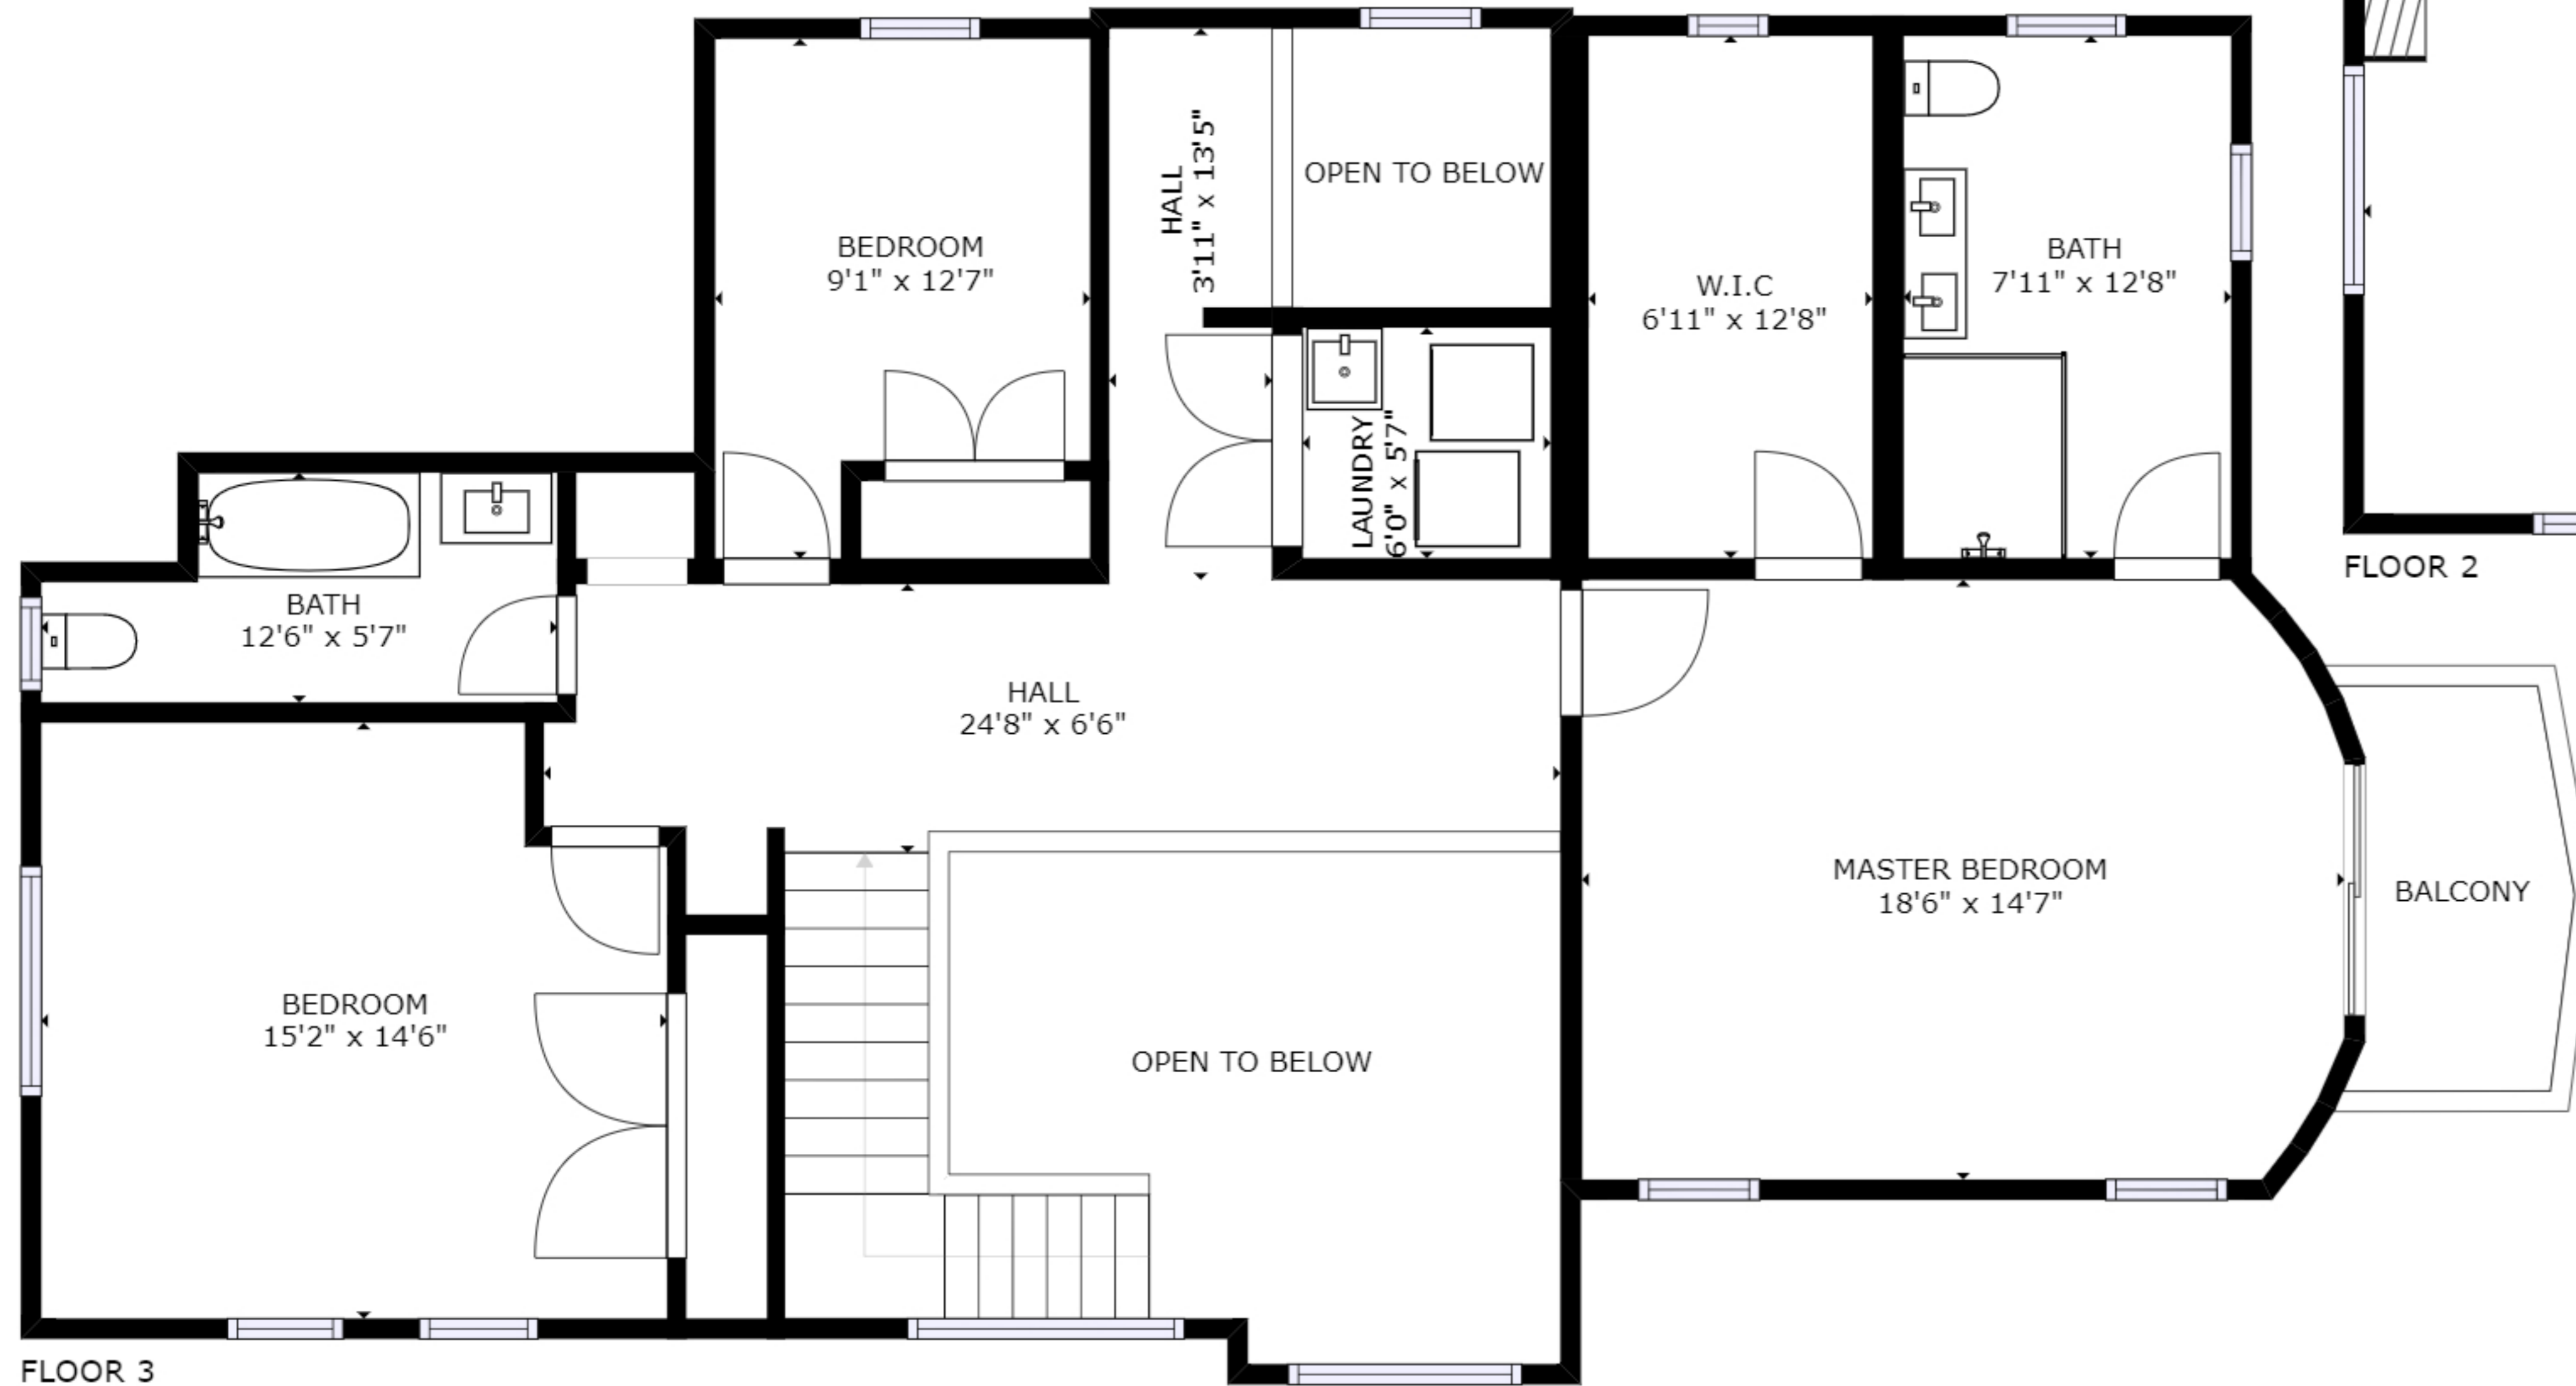 HALL
3'11" x 13'5"
OPEN TO BELOW
BEDROOM
9'1" x 12'7"
W.I.C
6'11" x 12'8"
BATH
7'11" x 12'8"
LAUNDRY
6'0" x 5'7"
FLOOR 2
BATH
12'6" x 5'7"
HALL
24'8" x 6'6"
MASTER BEDROOM
18'6" x 14'7"
BALCONY
BEDROOM
15'2" x 14'6"
OPEN TO BELOW
FLOOR 3